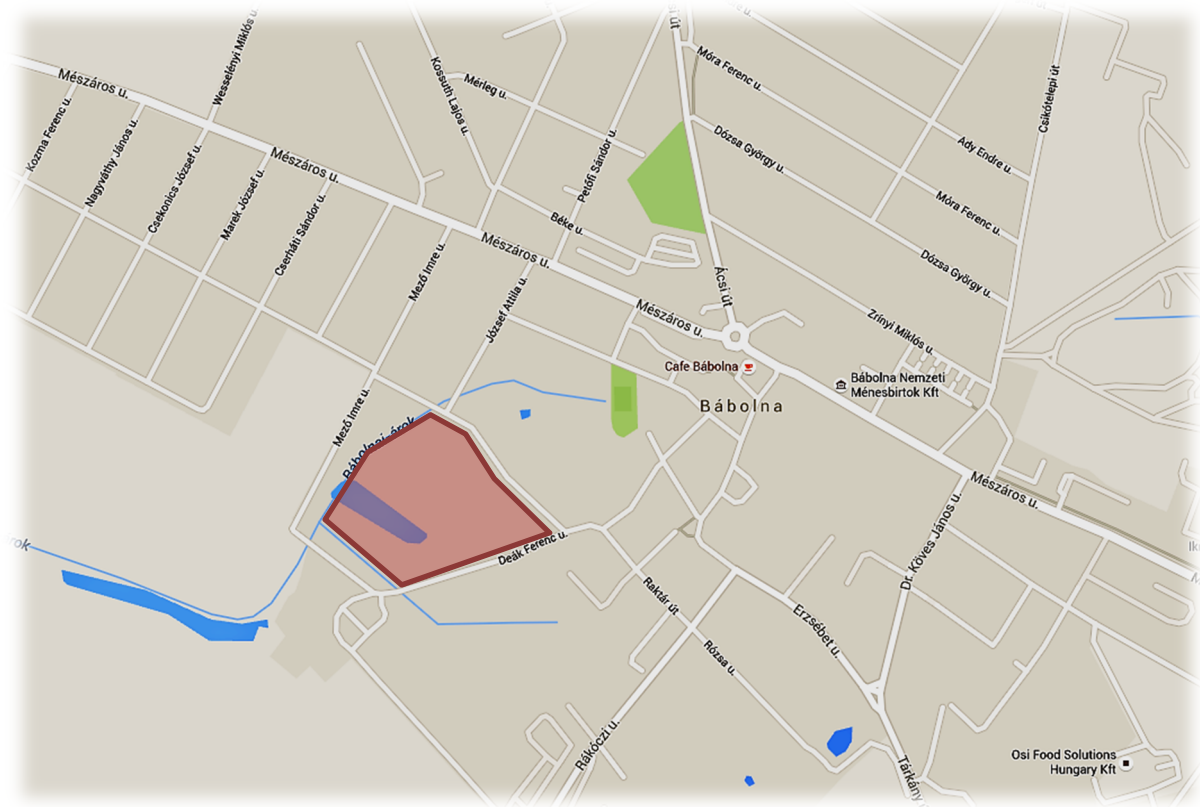 Mészáros u.
Wesselényi Miklós u.
Kossuth Lajos u.
Mérleg u.
Móra Ferenc u.
Csikótelepi út
Kozma Ferenc u.
Nagyváthy János u.
Csekonics József u.
Marek József u.
Cserháti Sándor u.
Mészáros u.
Petőfi Sándor u.
Dózsa György u.
Ady Endre u.
Móra Ferenc u.
Béke u.
Mészáros u.
Mező Imre u.
József Attila u.
Ácsi út
Dózsa György u.
Mészáros u.
Zrínyi Miklós u.
Cafe Bábolna
Bábolna Nemzeti
Ménesbirtok Kft
Bábolna
Mező Imre u.
Bábolnai-árok
Mészáros u.
Deák Ferenc u.
Dr. Köves János u.
Raktár út
Erzsébet u.
Rózsa u.
Rákóczi u.
Tárkány
Osi Food Solutions
Hungary Kft